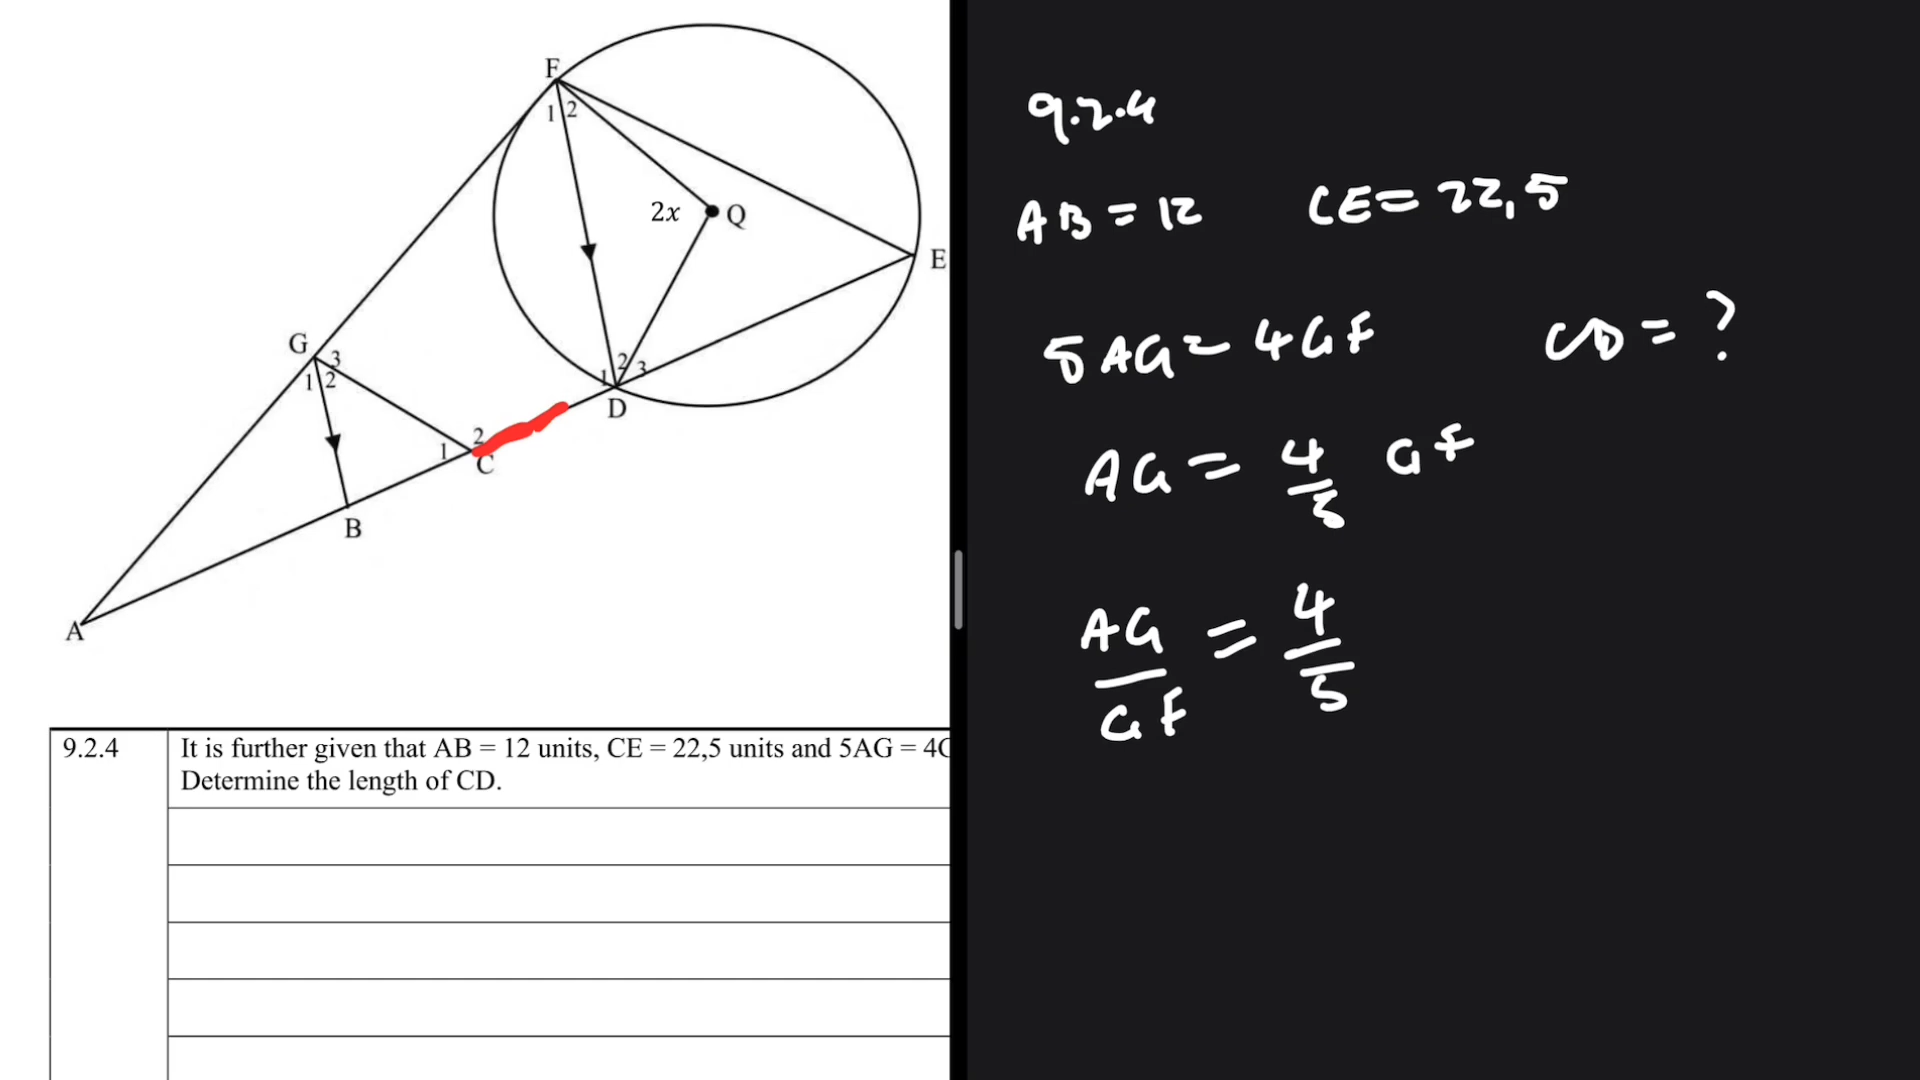 F
1 2
2x
Q
E
G
3
1 2
2
1 3
D
2
1
C
B
A
9.2.4
It is further given that AB = 12 units, CE = 22,5 units and 5AG = 4
Determine the length of CD.
9.2.4
AB = 12 CE = 22,5
5AG = 4GF CD = ?
AG = 4/5 GF
AG/GF = 4/5